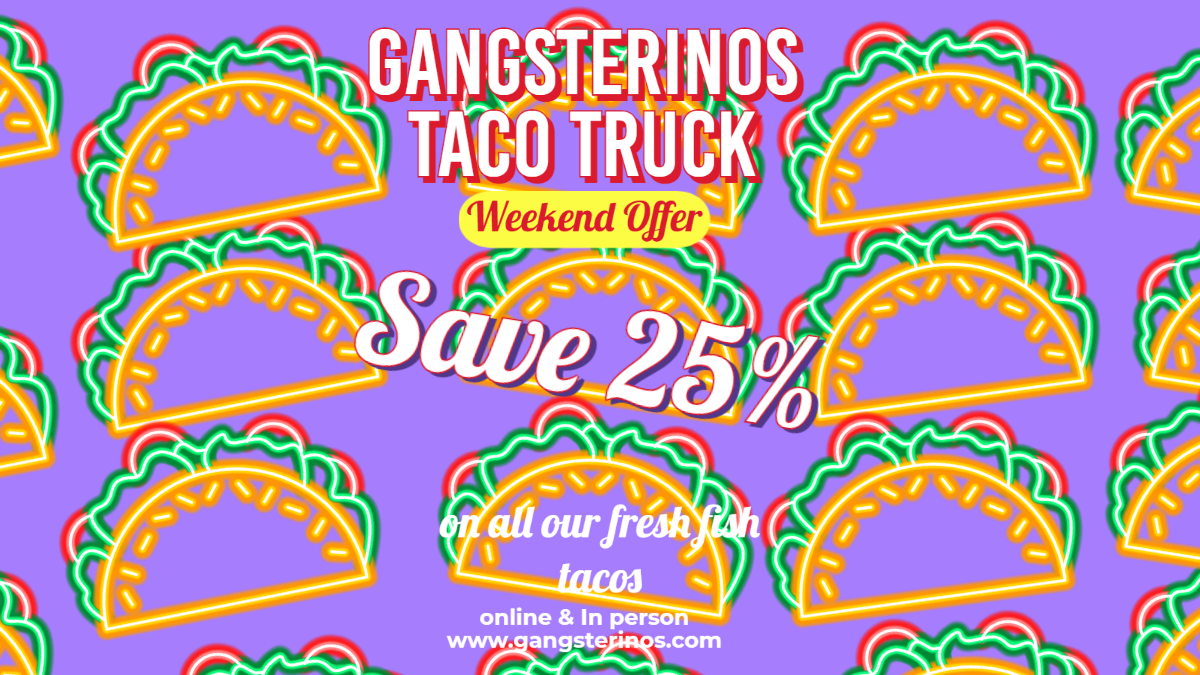 GANGSTERINOS
TACO TRUCK
Weekend Offer
Save 25%
on all our fresh fish
tacos
online & In person
www.gangsterinos.com